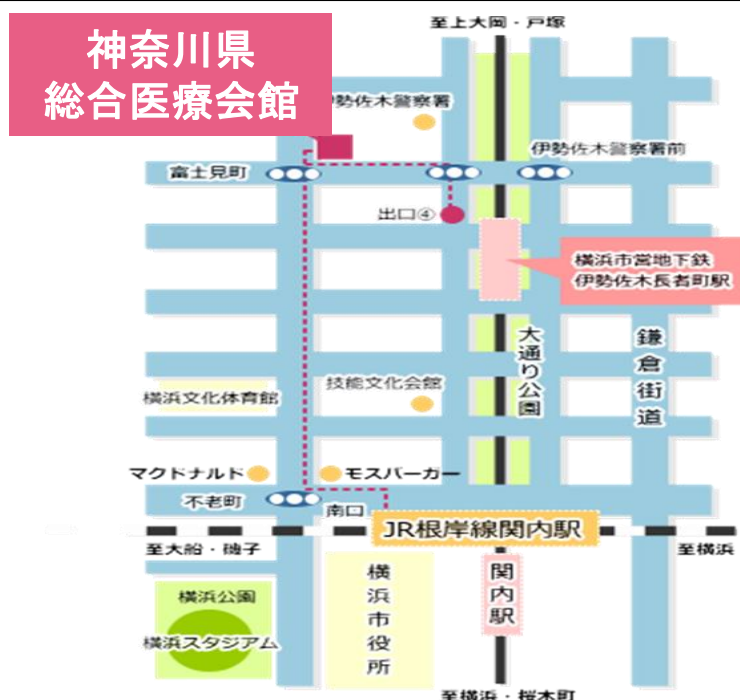 至上大岡・戸塚
神奈川県
総合医療会館
勢佐木警察署
伊勢佐木警察署前
富士見町
出口④
横浜市営地下鉄
伊勢佐木長者町駅
大通り公園
鎌倉街道
技能文化会館
横浜文化体育館
マクドナルド
モスバーガー
不老町
南口
JR根岸線関内駅
至大船・磯子
至横浜
横浜市役所
関内駅
横浜公園
横浜スタジアム
至横浜・桜木町